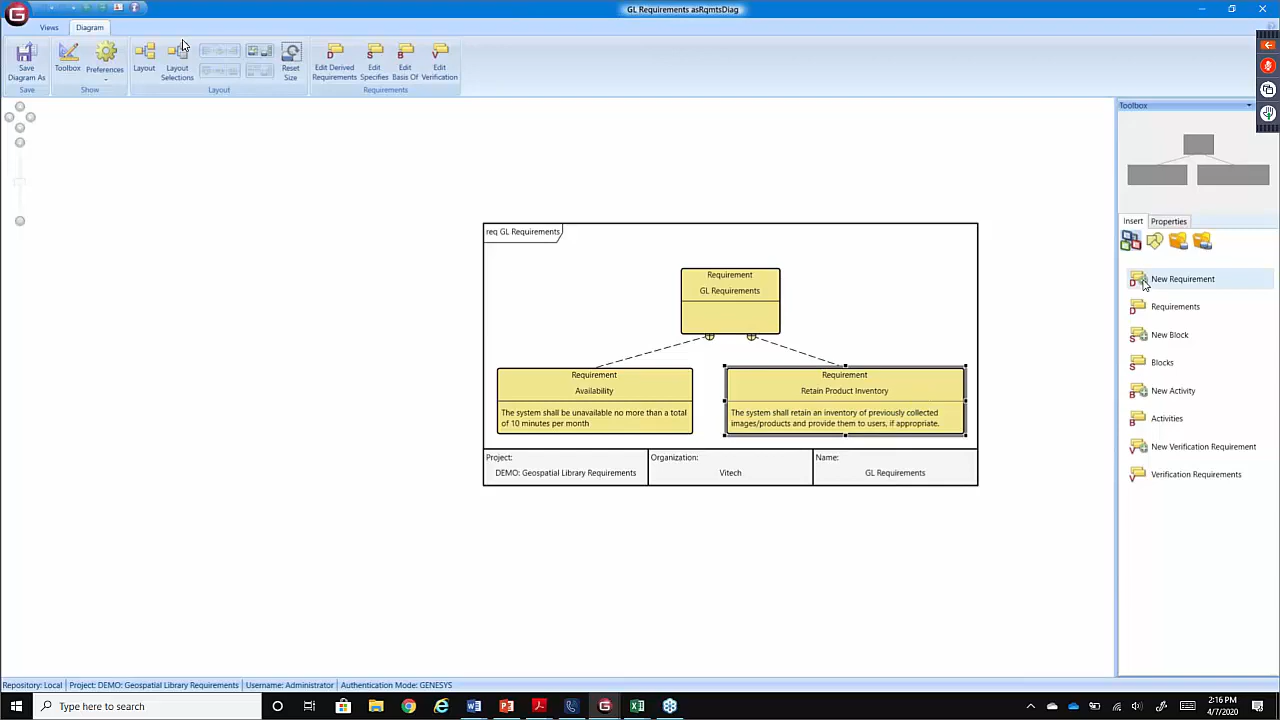 GL Requirements asRqmtsDiag
Views
Diagram
Save
Diagram As
Toolbox
Preferences
Layout
Layout
Selections
Reset
Size
Edit Derived
Requirements
Edit
Specifies
Edit
Basis Of
Edit
Verification
Save
Show
Layout
Requirements
Toolbox
Insert
Properties
New Requirement
Requirements
New Block
Blocks
New Activity
Activities
New Verification Requirement
Verification Requirements
req GL Requirements
Requirement
GL Requirements
Requirement
Availability
The system shall be unavailable no more than a total
of 10 minutes per month
Requirement
Retain Product Inventory
The system shall retain an inventory of previously collected
images/products and provide them to users, if appropriate.
Project:
DEMO: Geospatial Library Requirements
Organization:
Vitech
Name:
GL Requirements
Repository: Local
Project: DEMO: Geospatial Library Requirements
Username: Administrator
Authentication Mode: GENESYS
Type here to search
2:16 PM
4/7/2020